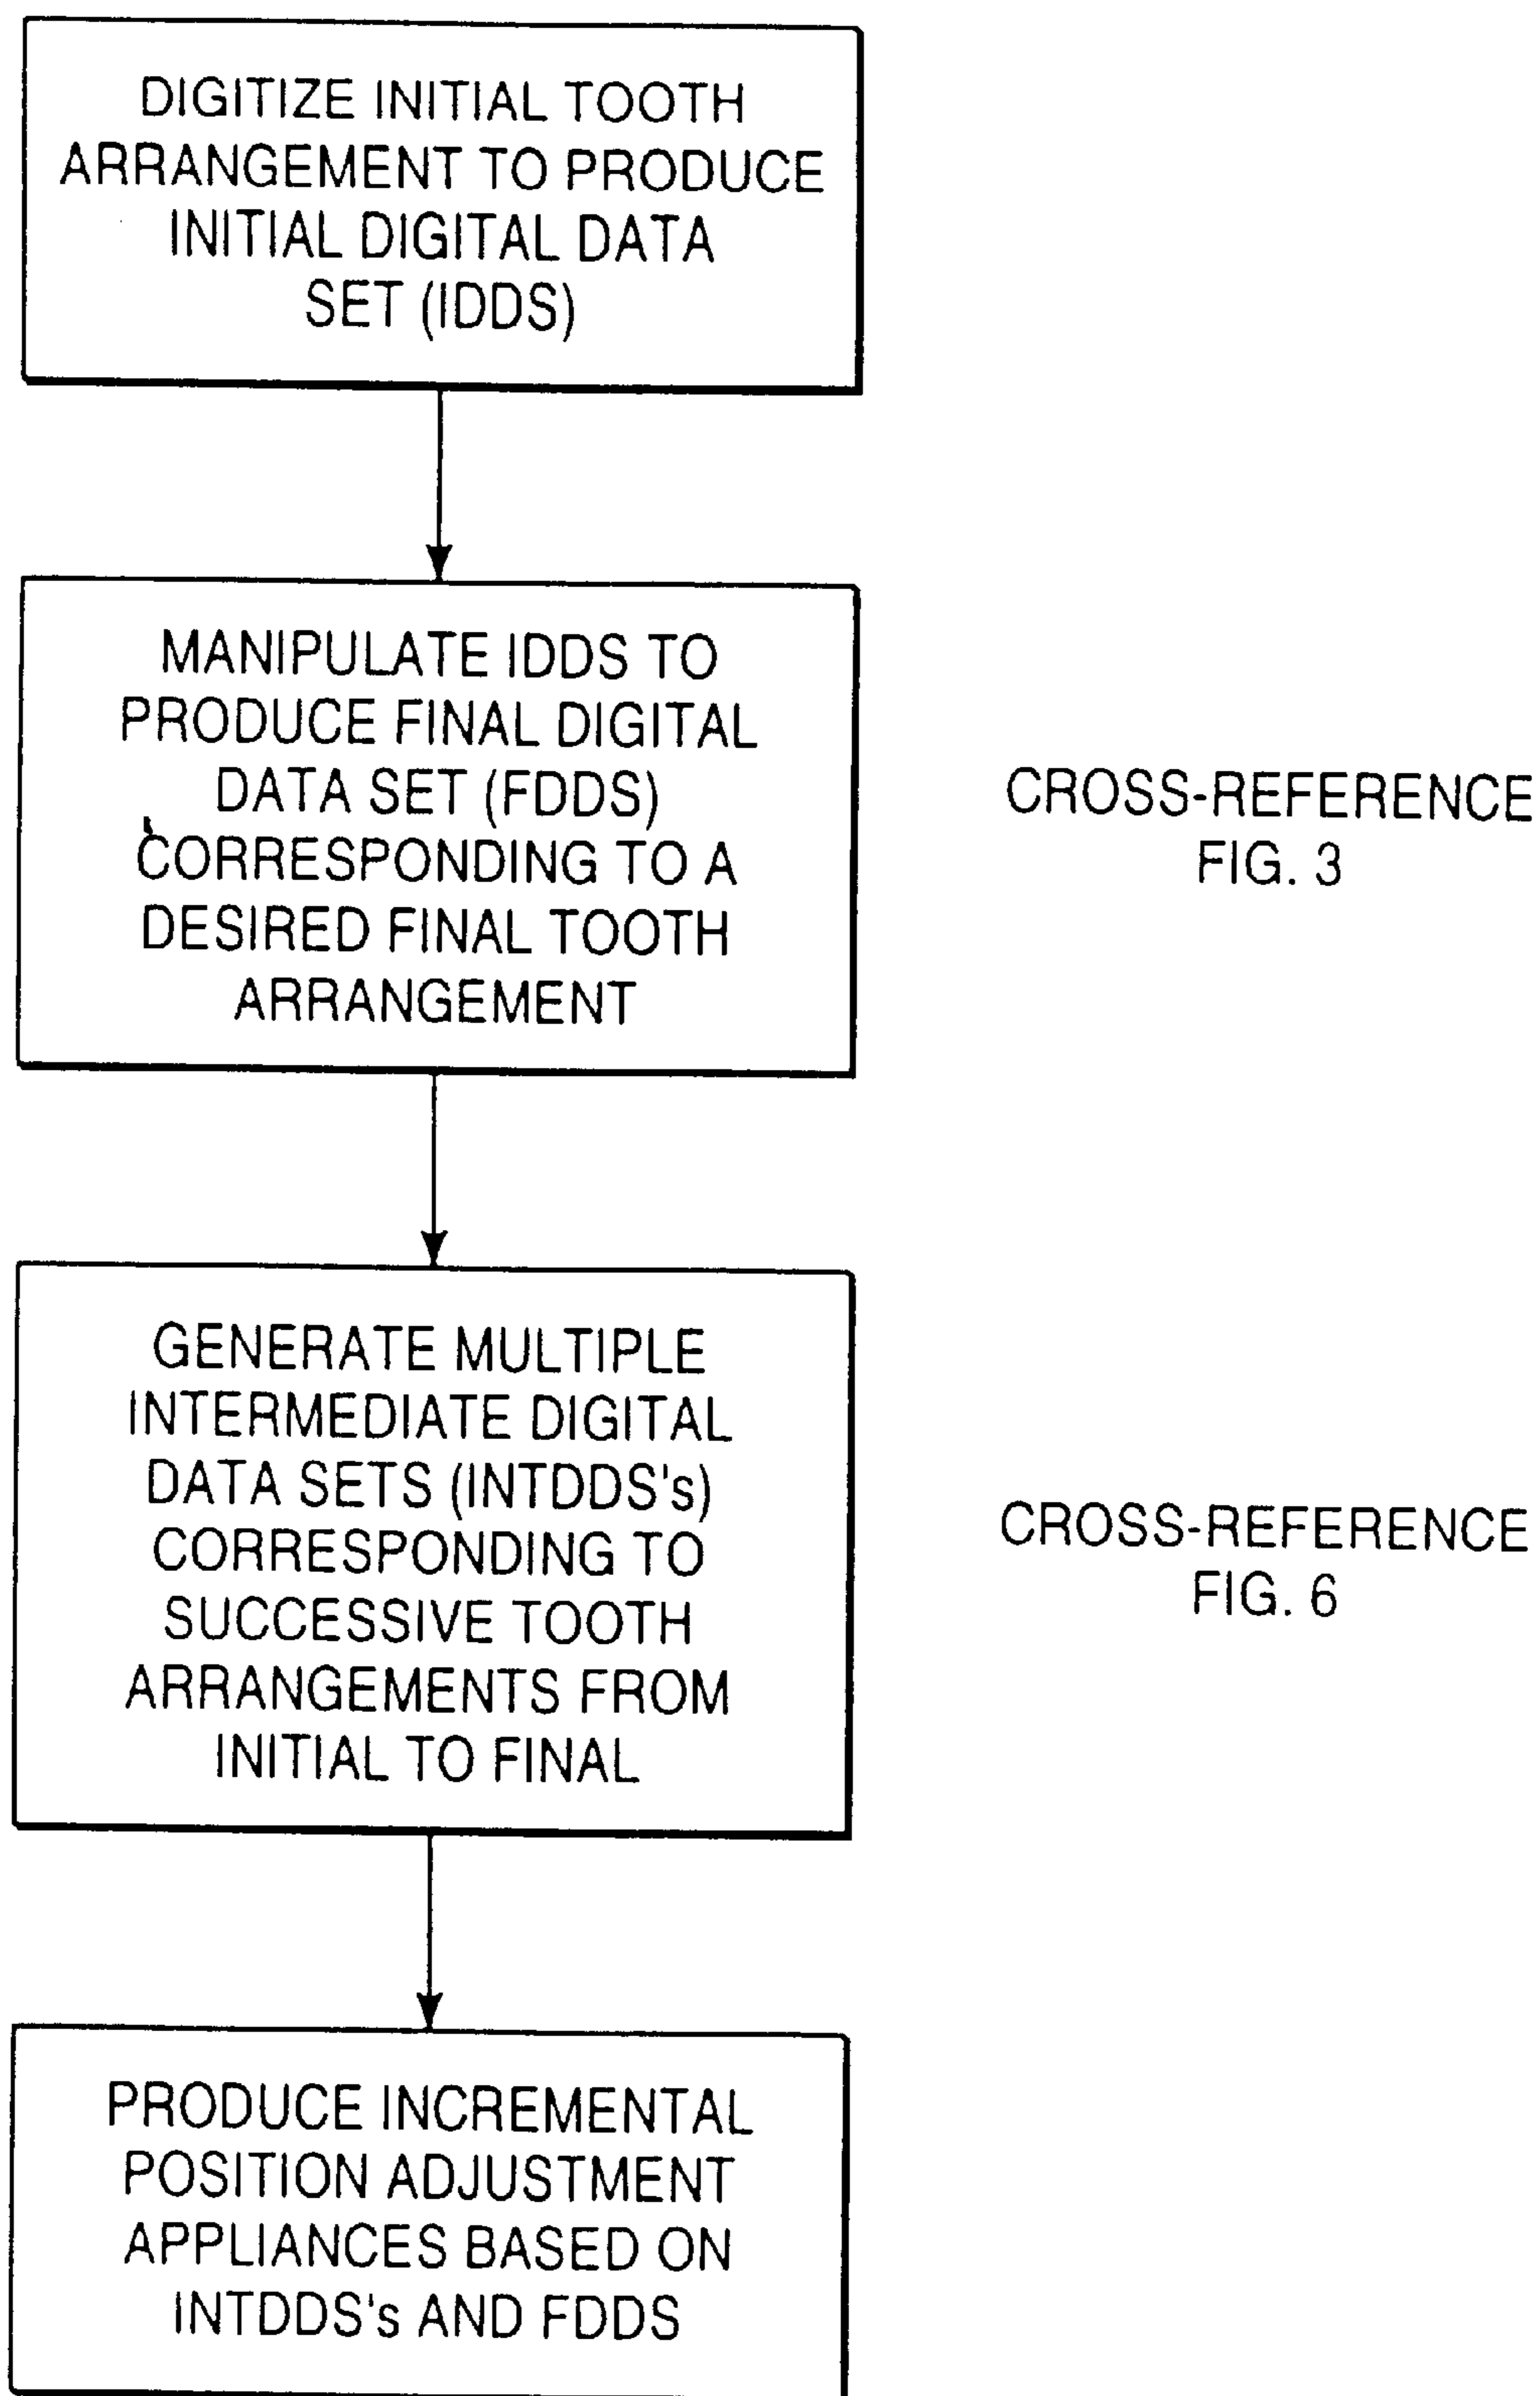 DIGITIZE INITIAL TOOTH
ARRANGEMENT TO PRODUCE
INITIAL DIGITAL DATA
SET (IDDS)
MANIPULATE IDDS TO
PRODUCE FINAL DIGITAL
DATA SET (FDDS)
CORRESPONDING TO A
DESIRED FINAL TOOTH
ARRANGEMENT
CROSS-REFERENCE
FIG. 3
GENERATE MULTIPLE
INTERMEDIATE DIGITAL
DATA SETS (INTDDS's)
CORRESPONDING TO
SUCCESSIVE TOOTH
ARRANGEMENTS FROM
INITIAL TO FINAL
CROSS-REFERENCE
FIG. 6
PRODUCE INCREMENTAL
POSITION ADJUSTMENT
APPLIANCES BASED ON
INTDDS's AND FDDS